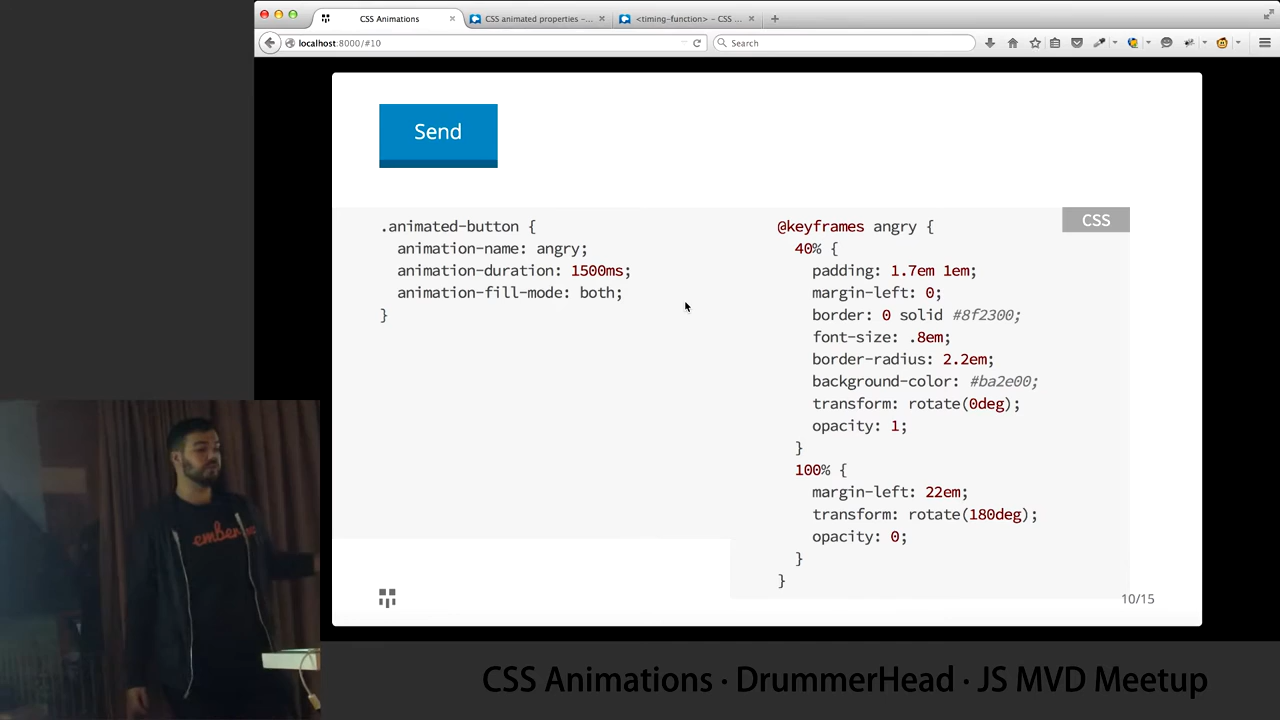 CSS Animations
CSS animated properties -...
<timing-function> - CSS ...
localhost:8000/#10
Search
Send
CSS
.animated-button {
animation-name: angry;
animation-duration: 1500ms;
animation-fill-mode: both;
}
@keyframes angry {
40% {
padding: 1.7em 1em;
margin-left: 0;
border: 0 solid #8f2300;
font-size: .8em;
border-radius: 2.2em;
background-color: #ba2e00;
transform: rotate(0deg);
opacity: 1;
}
100% {
margin-left: 22em;
transform: rotate(180deg);
opacity: 0;
}
}
10/15
ember
CSS Animations · DrummerHead · JS MVD Meetup